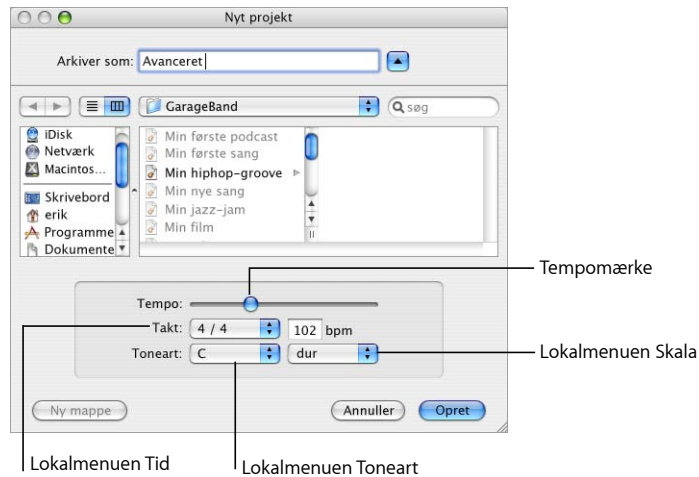 Nyt projekt
Arkiver som: Avanceret
GarageBand
søg
iDisk
Netværk
Macintos...
Skrivebord
erik
Programme
Dokumente
Min første podcast
Min første sang
Min hiphop-groove
Min nye sang
Min jazz-jam
Min film
Tempomærke
Tempo:
Takt: 4 / 4 102 bpm
Toneart: C dur
Lokalmenuen Skala
Ny mappe Annuller Opret
Lokalmenuen Tid
Lokalmenuen Toneart